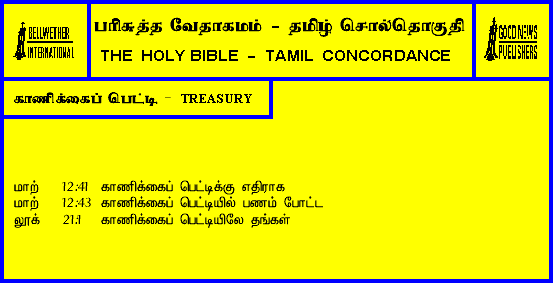 BELLWETHER
INTERNATIONAL
பரிசுத்த வேதாகமம் - தமிழ் சொல்தொகுதி
THE HOLY BIBLE - TAMIL CONCORDANCE
GOOD NEWS
PUBLISHERS
காணிக்கைப் பெட்டி - TREASURY
மாற் 12:41 காணிக்கைப் பெட்டிக்கு எதிராக
மாற் 12:43 காணிக்கைப் பெட்டியில் பணம் போட்ட
லூக் 21:1 காணிக்கைப் பெட்டியிலே தங்கள்